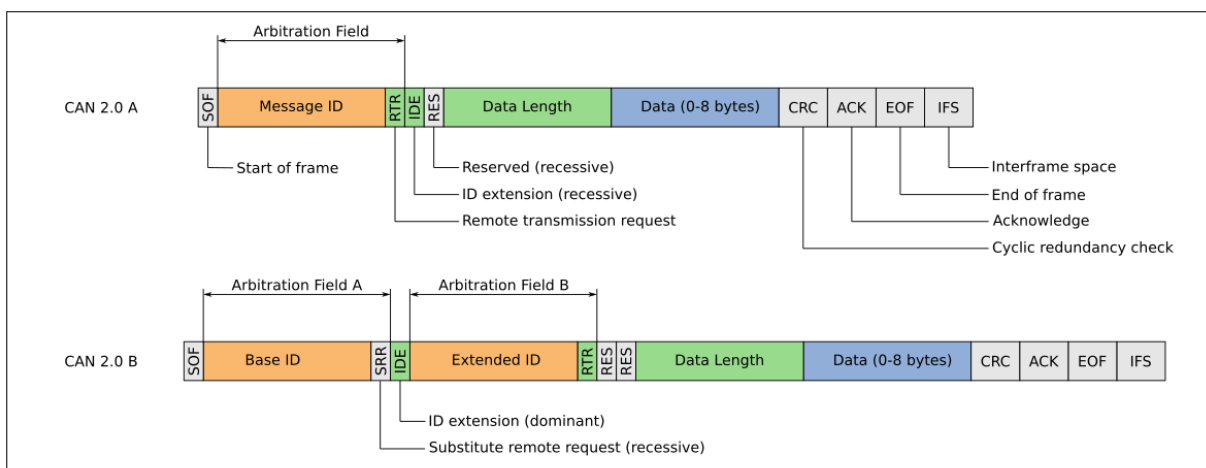 Arbitration Field
CAN 2.0 A
SOF Message ID RTR IDE RES Data Length Data (0-8 bytes) CRC ACK EOF IFS
Start of frame
Reserved (recessive)
ID extension (recessive)
Remote transmission request
Interframe space
End of frame
Acknowledge
Cyclic redundancy check
Arbitration Field A Arbitration Field B
CAN 2.0 B
SOF Base ID SRR IDE Extended ID RTR RES RES Data Length Data (0-8 bytes) CRC ACK EOF IFS
ID extension (dominant)
Substitute remote request (recessive)